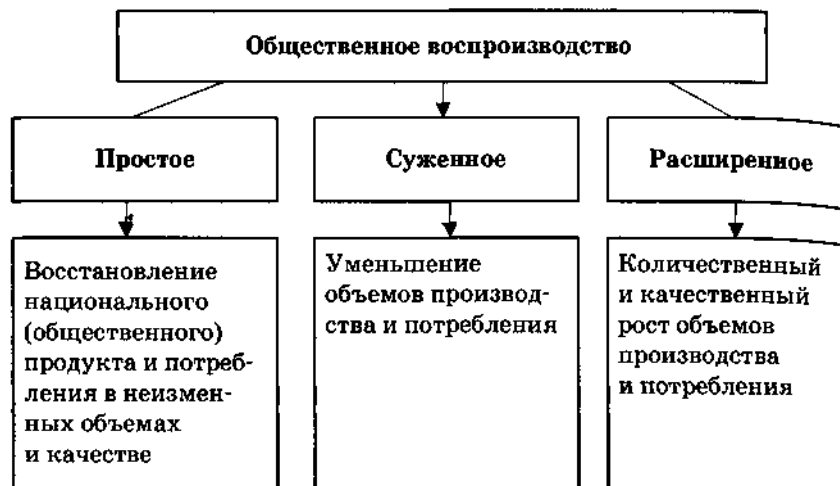 Общественное воспроизводство
Простое
Суженное
Расширенное
Восстановление
национального
(общественного)
продукта и потреб-
ления в неизмен-
ных объемах
и качестве
Уменьшение
объемов производ-
ства и потребления
Количественный
и качественный
рост объемов
производства
и потребления